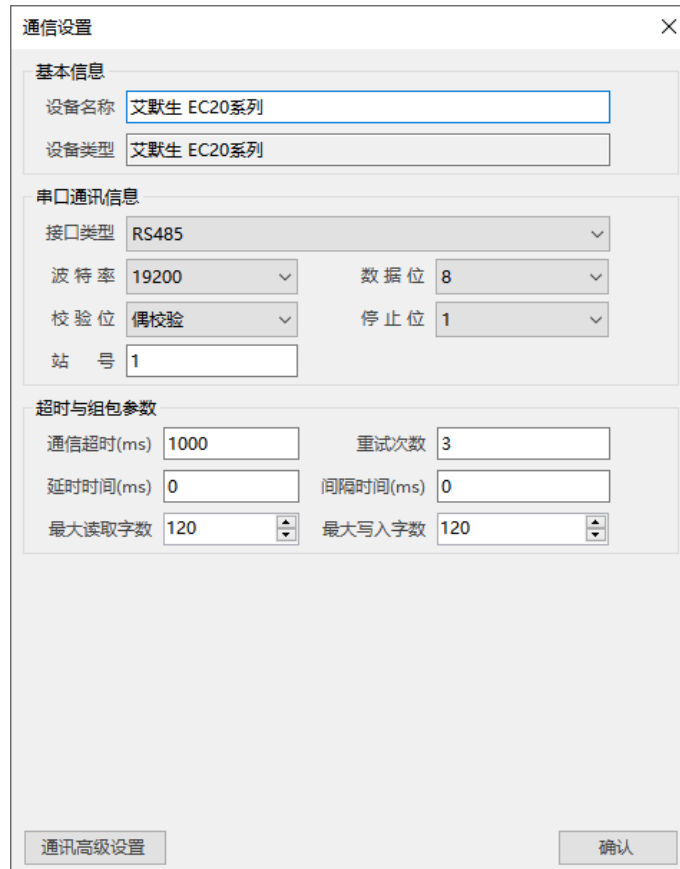 通信设置
基本信息
设备名称 艾默生 EC20系列
设备类型 艾默生 EC20系列
串口通讯信息
接口类型 RS485
波 特 率 19200 数 据 位 8
校 验 位 偶校验 停 止 位 1
站 号 1
超时与组包参数
通信超时(ms) 1000 重试次数 3
延时时间(ms) 0 间隔时间(ms) 0
最大读取字数 120 最大写入字数 120
通讯高级设置 确认